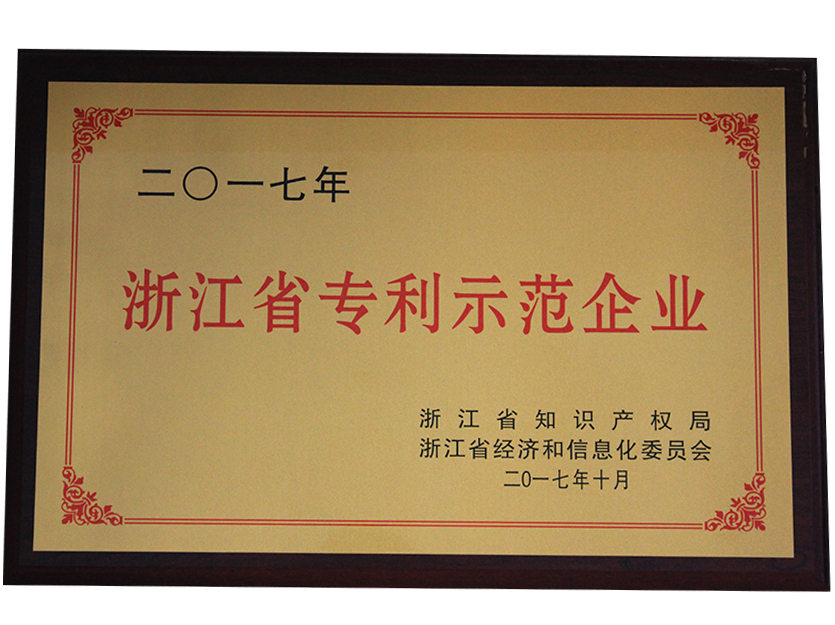 二〇一七年
浙江省专利示范企业
浙江省知识产权局
浙江省经济和信息化委员会
二〇一七年十月